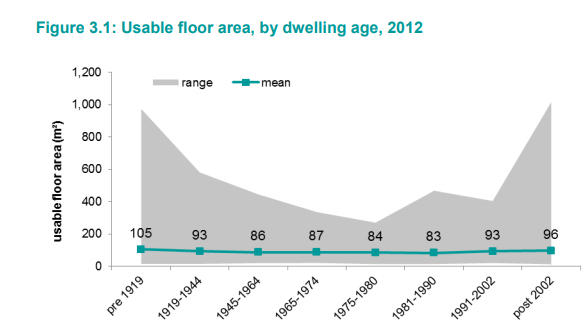 Figure 3.1: Usable floor area, by dwelling age, 2012
usable floor area (m²)
1,200
1,000
800
600
400
200
0
range
mean
105 93 86 87 84 83 93 96
pre 1919
1919-1944
1945-1964
1965-1974
1975-1980
1981-1990
1991-2002
post 2002